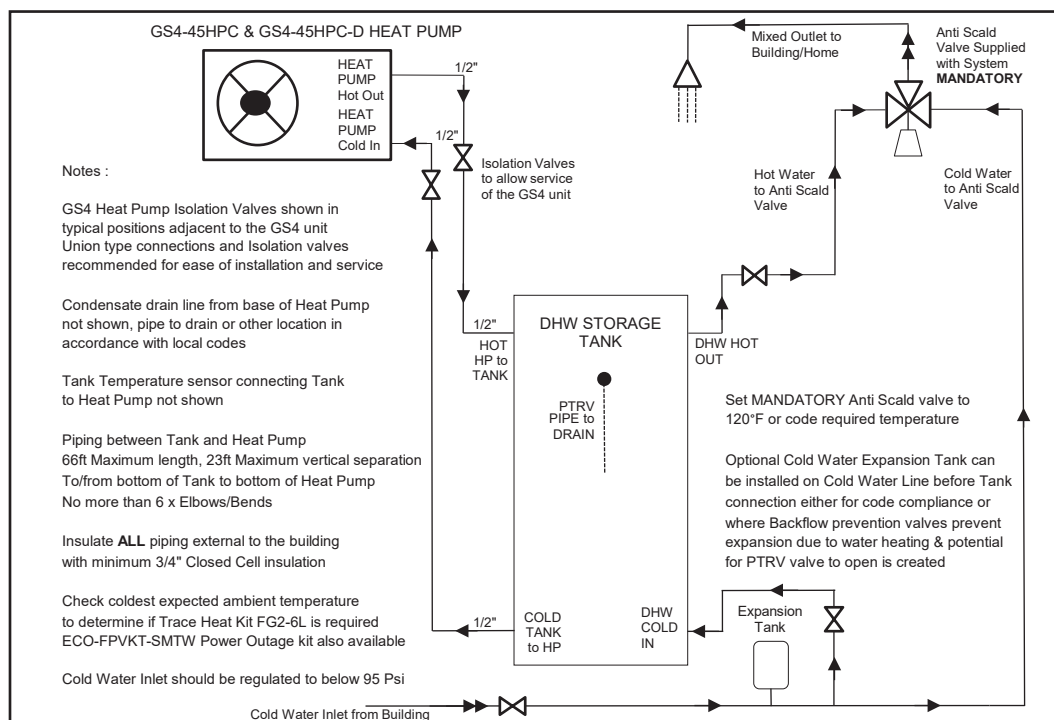 GS4-45HPC & GS4-45HPC-D HEAT PUMP
HEAT
PUMP
Hot Out
HEAT
PUMP
Cold In
1/2"
1/2"
Isolation Valves
to allow service
of the GS4 unit
Mixed Outlet to
Building/Home
Anti Scald
Valve Supplied
with System
MANDATORY
Hot Water
to Anti Scald
Valve
Cold Water
to Anti Scald
Valve
Notes :
GS4 Heat Pump Isolation Valves shown in
typical positions adjacent to the GS4 unit
Union type connections and Isolation valves
recommended for ease of installation and service
Condensate drain line from base of Heat Pump
not shown, pipe to drain or other location in
accordance with local codes
Tank Temperature sensor connecting Tank
to Heat Pump not shown
Piping between Tank and Heat Pump
66ft Maximum length, 23ft Maximum vertical separation
To/from bottom of Tank to bottom of Heat Pump
No more than 6 x Elbows/Bends
Insulate ALL piping external to the building
with minimum 3/4" Closed Cell insulation
Check coldest expected ambient temperature
to determine if Trace Heat Kit FG2-6L is required
ECO-FPVKT-SMTW Power Outage kit also available
Cold Water Inlet should be regulated to below 95 Psi
1/2"
HOT
HP to
TANK
DHW STORAGE
TANK
PTRV
PIPE to
DRAIN
DHW HOT
OUT
Set MANDATORY Anti Scald valve to
120°F or code required temperature
Optional Cold Water Expansion Tank can
be installed on Cold Water Line before Tank
connection either for code compliance or
where Backflow prevention valves prevent
expansion due to water heating & potential
for PTRV valve to open is created
1/2"
COLD
TANK
to HP
DHW
COLD
IN
Expansion
Tank
Cold Water Inlet from Building